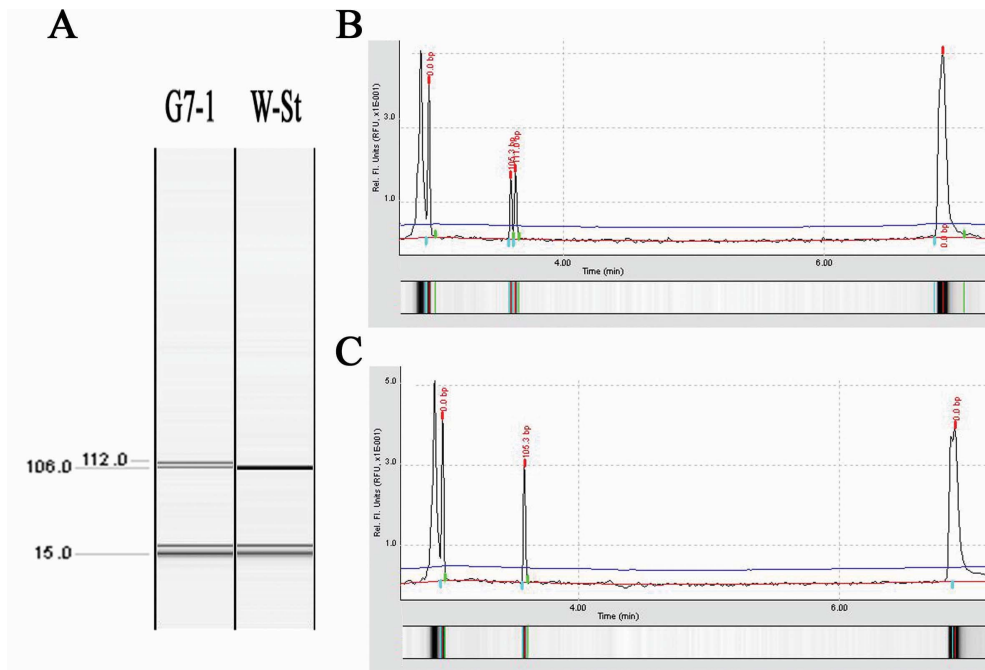 A
G7-1 W-St
112.0
106.0
15.0
B
Rel. Fl. Units (RFU, x1E-001)
3.0
1.0
0.0 bp
105.3 bp
111.0 bp
0.0 bp
4.00 6.00
Time (min)
C
Rel. Fl. Units (RFU, x1E-001)
5.0
3.0
1.0
0.0 bp
105.3 bp
0.0 bp
4.00 6.00
Time (min)